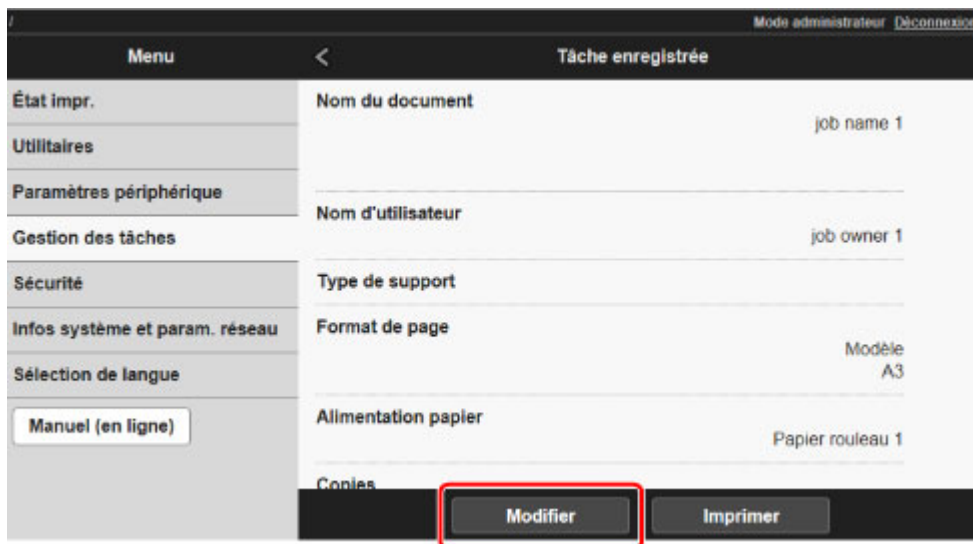 /
Mode administrateur Déconnexion
Menu
<
Tâche enregistrée
État impr.
Utilitaires
Paramètres périphérique
Gestion des tâches
Sécurité
Infos système et param. réseau
Sélection de langue
Manuel (en ligne)
Nom du document
job name 1
Nom d'utilisateur
job owner 1
Type de support
Format de page
Modèle
A3
Alimentation papier
Papier rouleau 1
Copies
Modifier
Imprimer